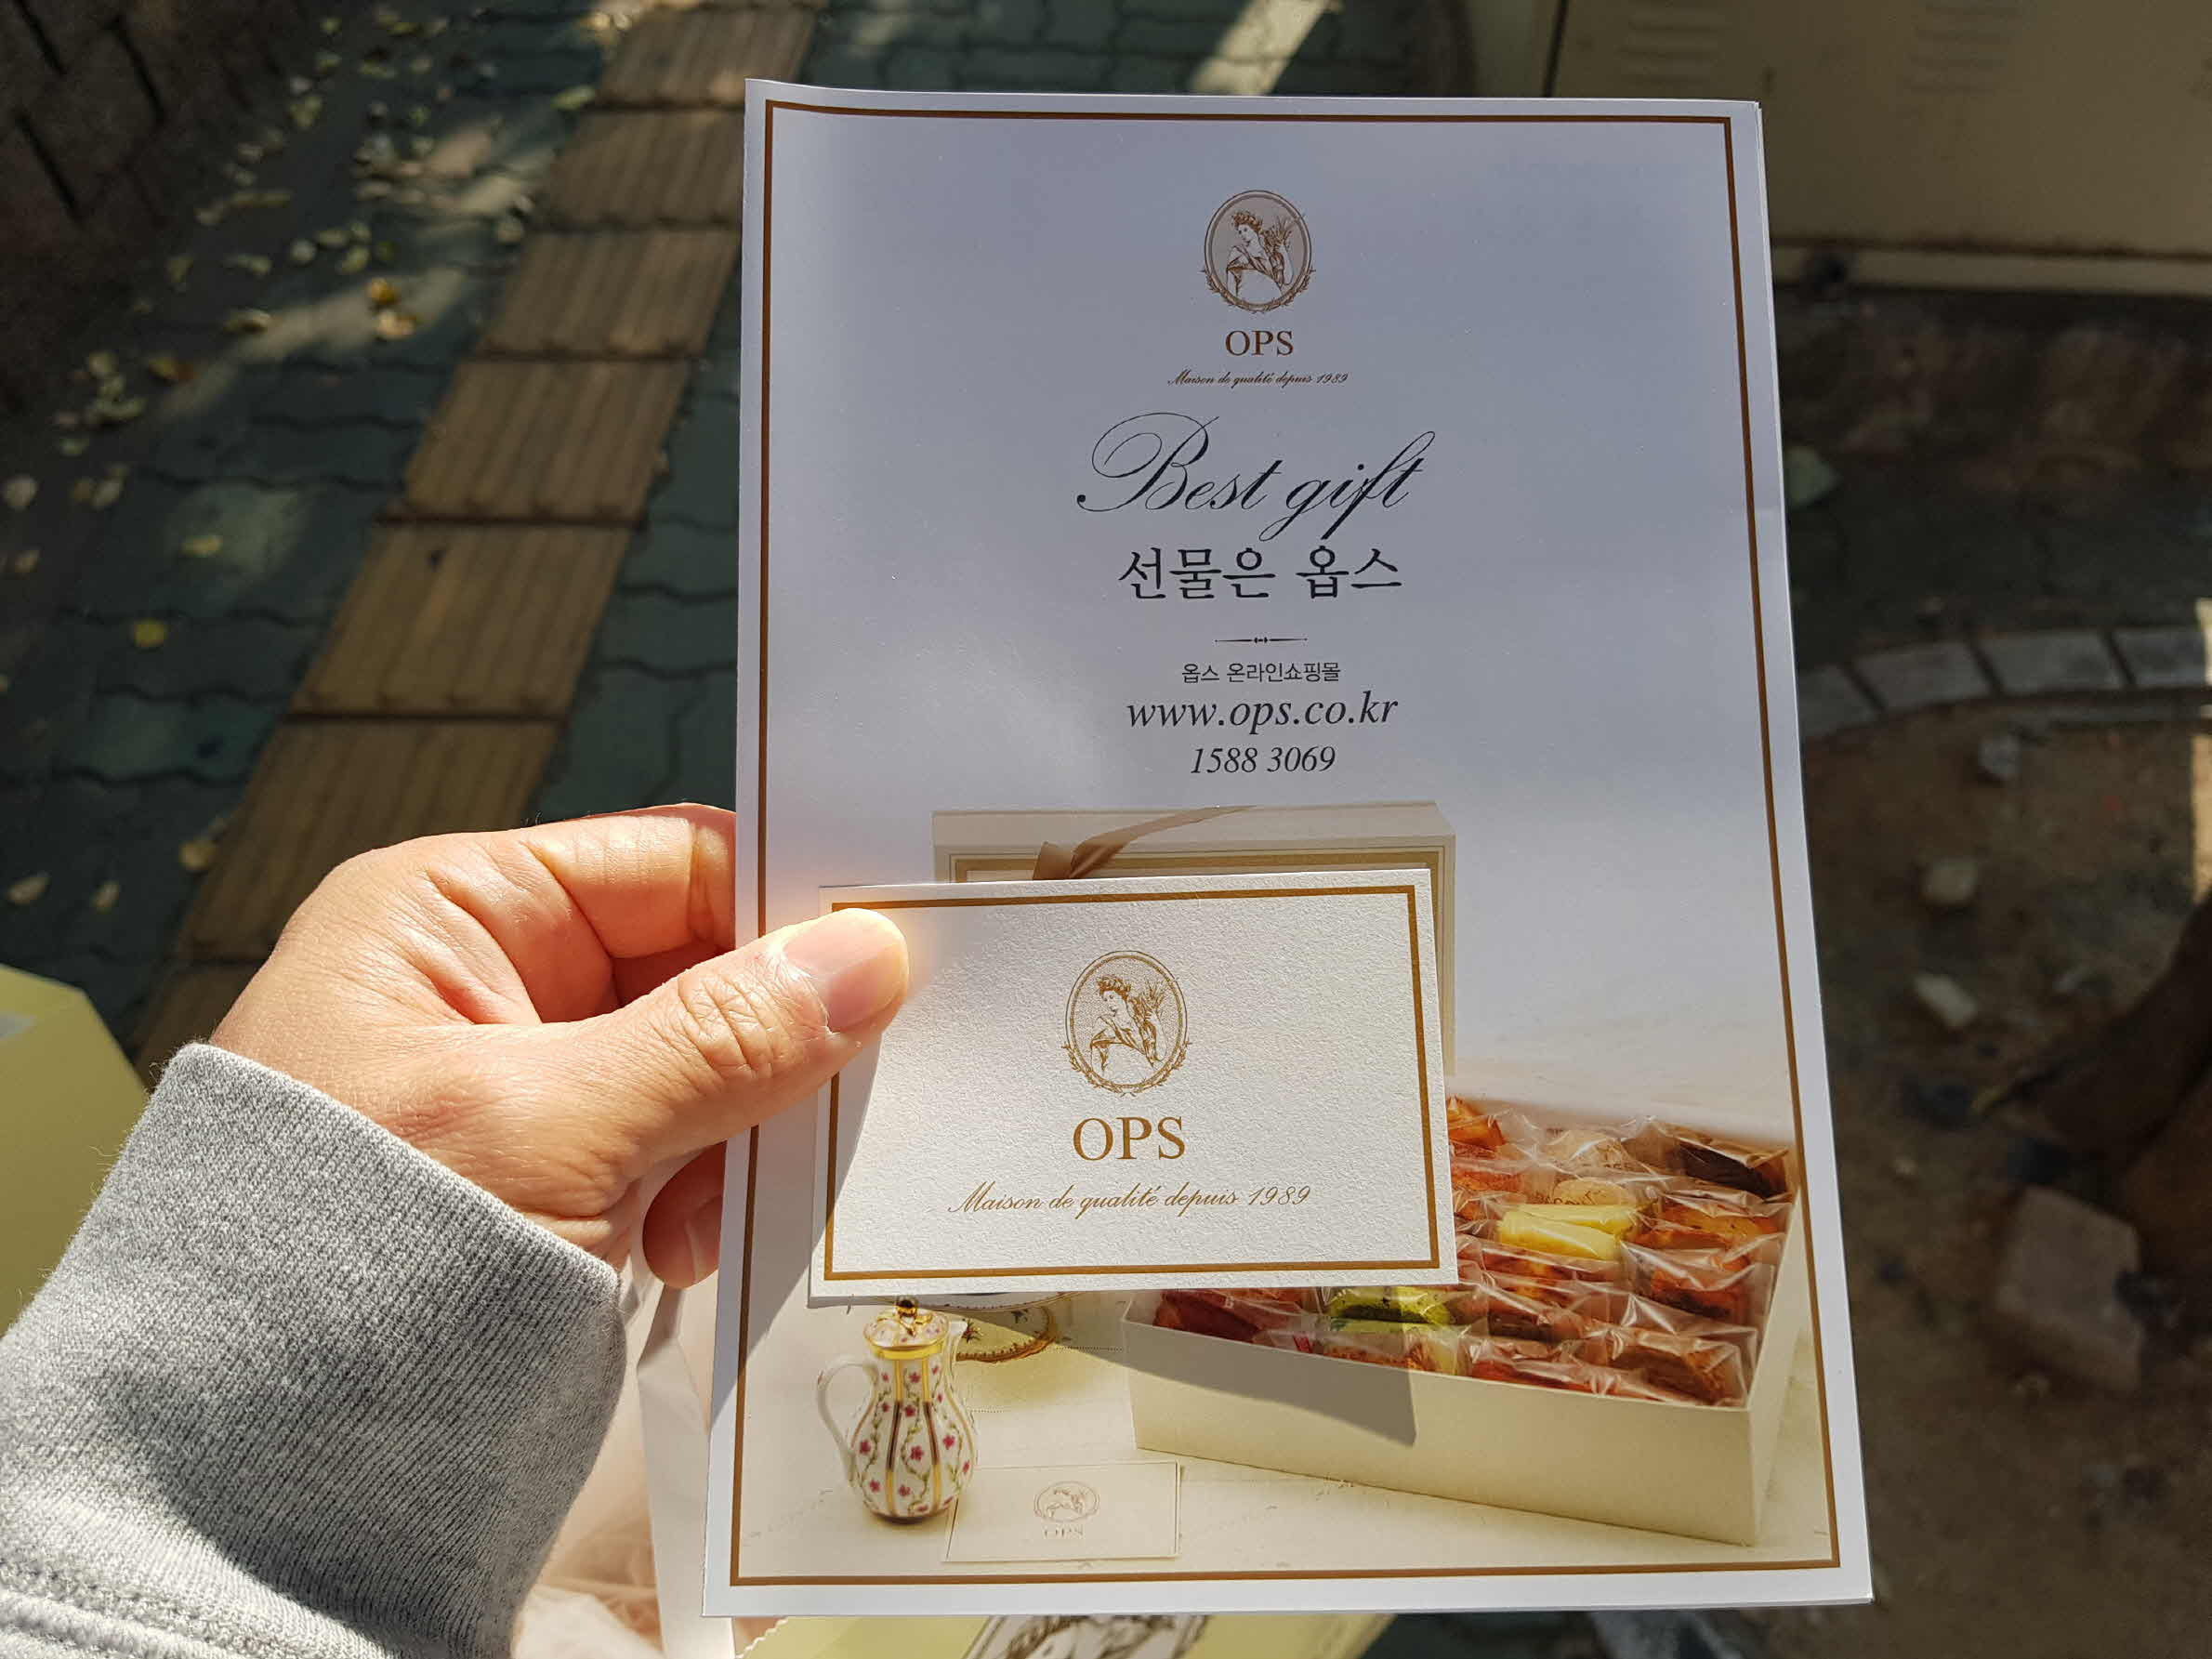 OPS
Maison de qualité depuis 1989
Best gift
선물은 옵스
옵스 온라인쇼핑몰
www.ops.co.kr
1588 3069
OPS
Maison de qualité depuis 1989
OPS